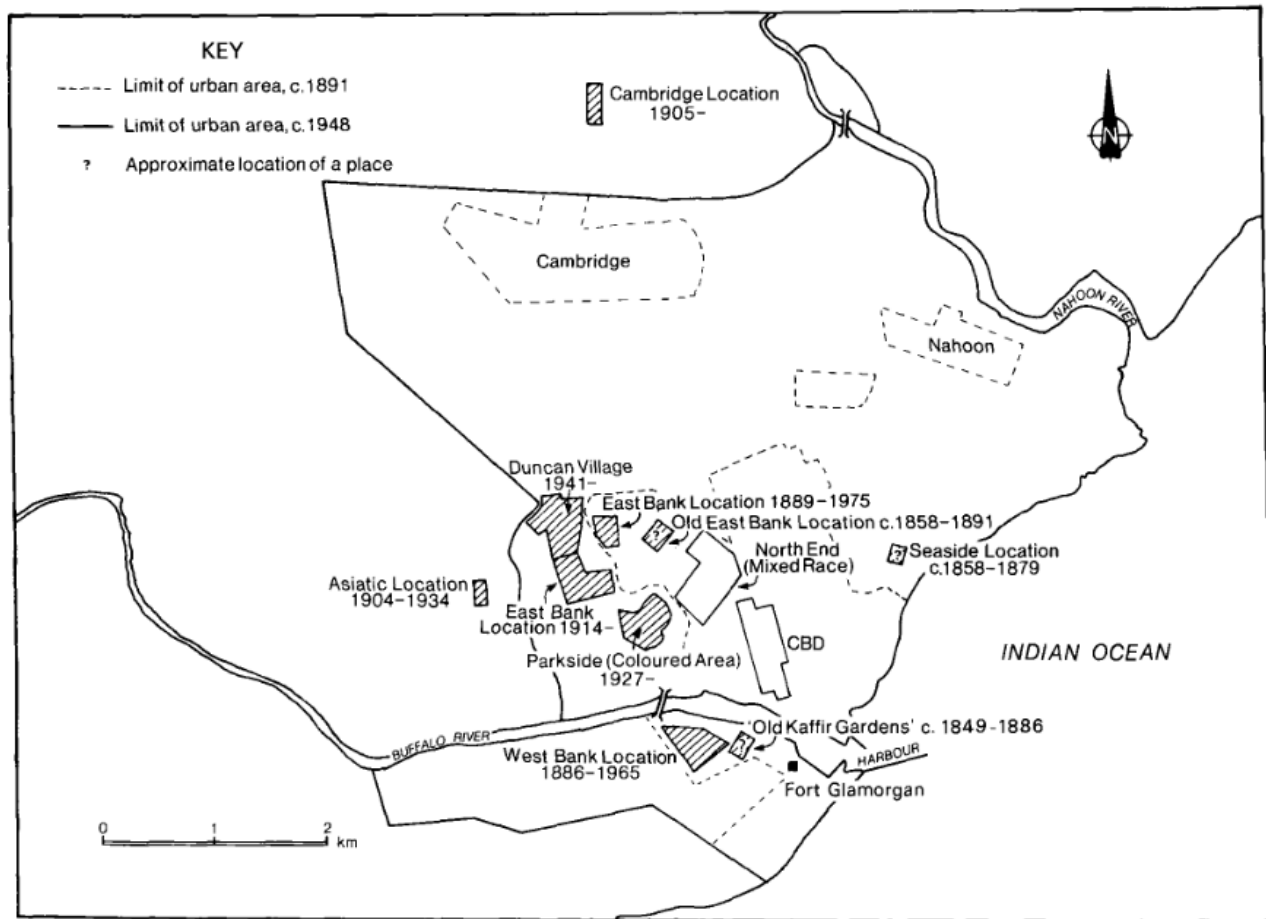 KEY
Limit of urban area, c.1891
Limit of urban area, c.1948
? Approximate location of a place
Cambridge Location
1905-
N
Cambridge
NAHOON RIVER
Nahoon
Duncan Village
1941-
East Bank Location 1889-1975
Old East Bank Location c.1858-1891
?
North End
(Mixed Race)
?
Seaside Location
c.1858-1879
Asiatic Location
1904-1934
East Bank
Location 1914-
CBD
Parkside (Coloured Area)
1927-
INDIAN OCEAN
'Old Kaffir Gardens' c. 1849-1886
?
BUFFALO RIVER
West Bank Location
1886-1965
HARBOUR
Fort Glamorgan
0 1 2
km